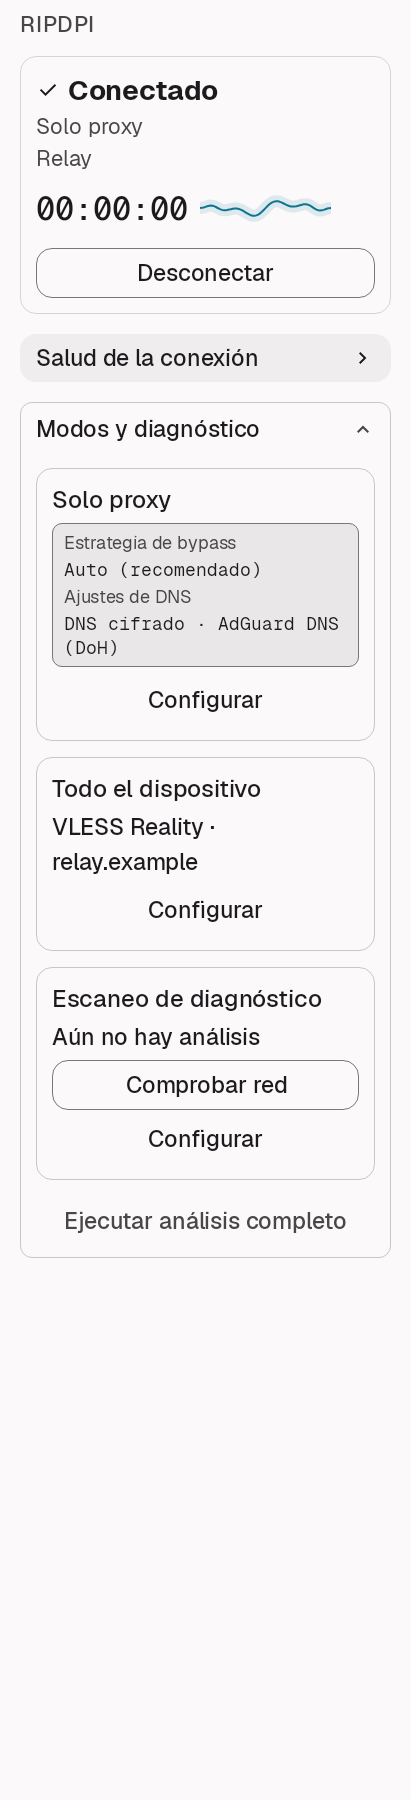 RIPDPI
Conectado
Solo proxy
Relay
00:00:00
Desconectar
Salud de la conexión
Modos y diagnóstico
Solo proxy
Estrategia de bypass
Auto (recomendado)
Ajustes de DNS
DNS cifrado · AdGuard DNS
(DoH)
Configurar
Todo el dispositivo
VLESS Reality ·
relay.example
Configurar
Escaneo de diagnóstico
Aún no hay análisis
Comprobar red
Configurar
Ejecutar análisis completo